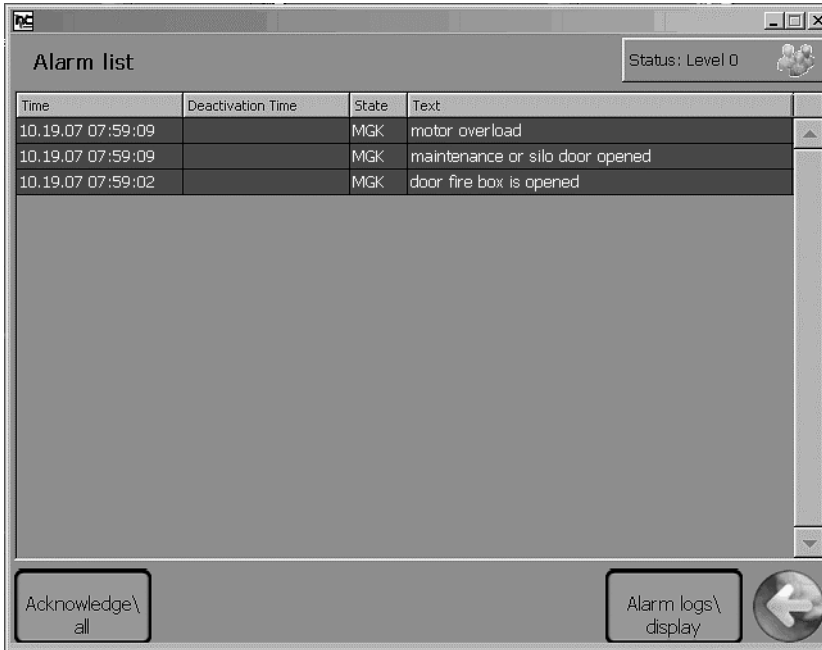 nc
Alarm list
Status: Level 0
Time Deactivation Time State Text
10.19.07 07:59:09 MGK motor overload
10.19.07 07:59:09 MGK maintenance or silo door opened
10.19.07 07:59:02 MGK door fire box is opened
Acknowledge\
all
Alarm logs\
display